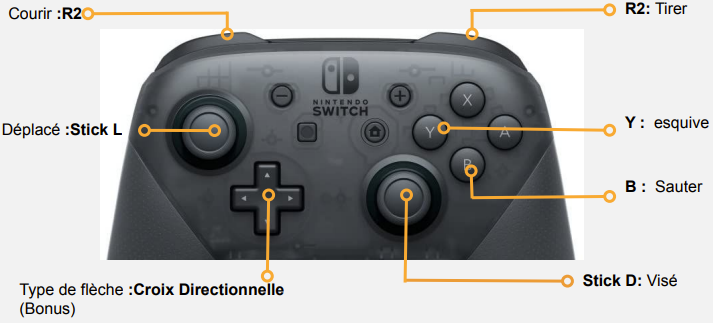 Courir :R2
R2: Tirer
NINTENDO
SWITCH
X
Y
A
B
Déplacé :Stick L
Y : esquive
B : Sauter
Stick D: Visé
Type de flèche :Croix Directionnelle
(Bonus)